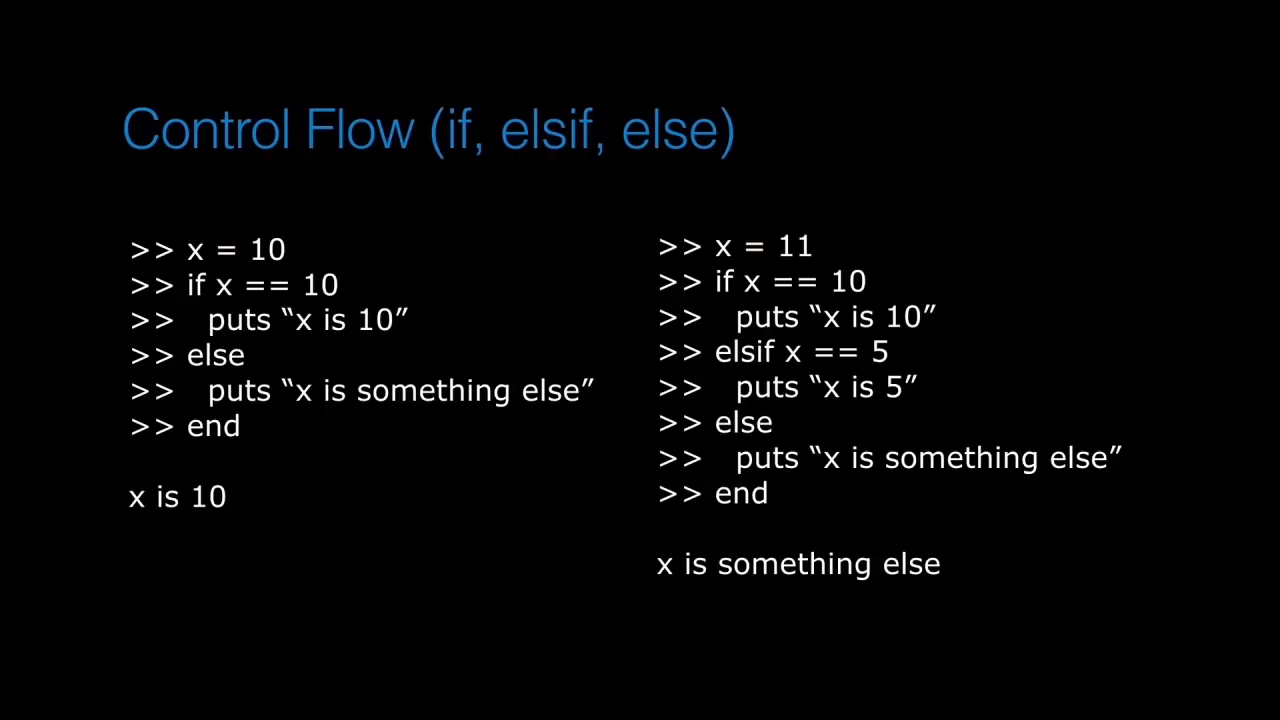 Control Flow (if, elsif, else)
>> x = 10
>> if x == 10
>>   puts “x is 10”
>> else
>>   puts “x is something else”
>> end
x is 10
>> x = 11
>> if x == 10
>>   puts “x is 10”
>> elsif x == 5
>>   puts “x is 5”
>> else
>>   puts “x is something else”
>> end
x is something else